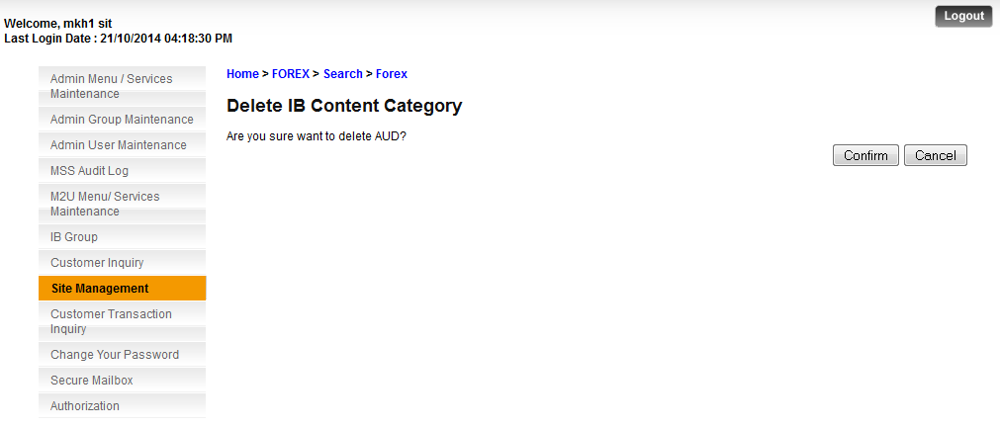 Logout
Welcome, mkh1 sit
Last Login Date : 21/10/2014 04:18:30 PM
Home > FOREX > Search > Forex
Delete IB Content Category
Are you sure want to delete AUD?
Confirm Cancel
Admin Menu / Services
Maintenance
Admin Group Maintenance
Admin User Maintenance
MSS Audit Log
M2U Menu/ Services
Maintenance
IB Group
Customer Inquiry
Site Management
Customer Transaction
Inquiry
Change Your Password
Secure Mailbox
Authorization